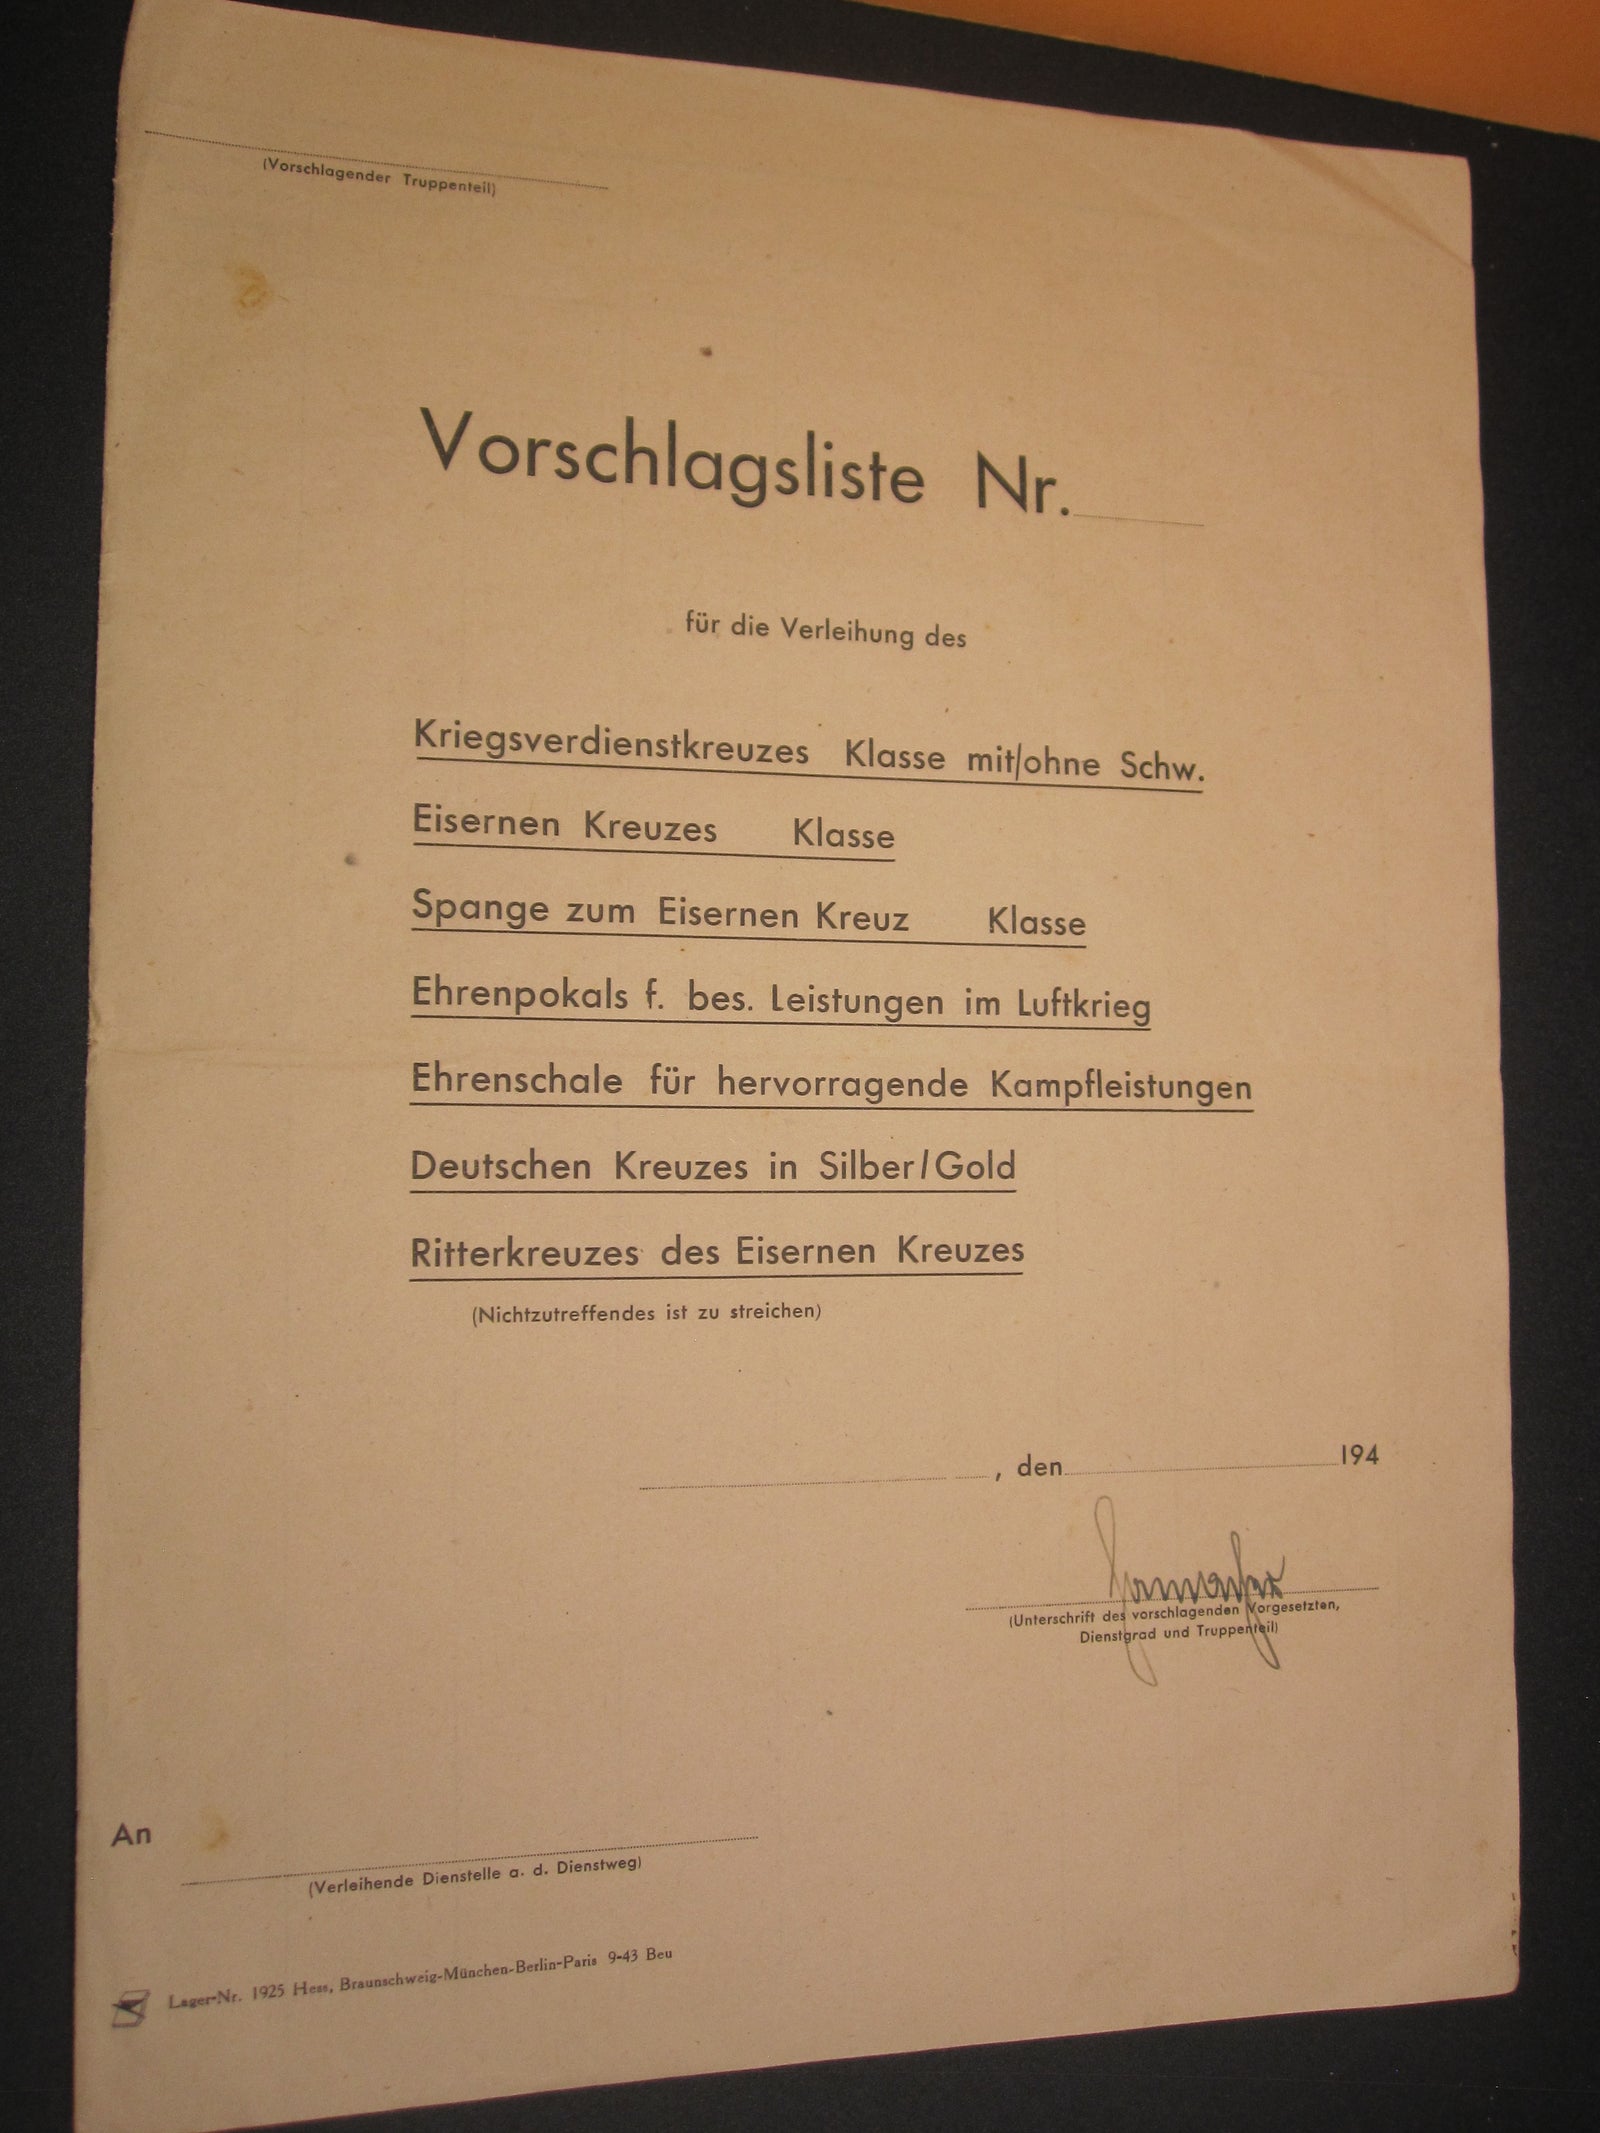 (Vorschlagender Truppenteil)
Vorschlagsliste Nr.
für die Verleihung des
Kriegsverdienstkreuzes Klasse mit/ohne Schw.
Eisernen Kreuzes Klasse
Spange zum Eisernen Kreuz Klasse
Ehrenpokals f. bes. Leistungen im Luftkrieg
Ehrenschale für hervorragende Kampfleistungen
Deutschen Kreuzes in Silber/Gold
Ritterkreuzes des Eisernen Kreuzes
(Nichtzutreffendes ist zu streichen)
, den 194
(Unterschrift des vorschlagenden Vorgesetzten,
Dienstgrad und Truppenteil)
An
(Verleihende Dienstelle a. d. Dienstweg)
Lager-Nr. 1925 Hess, Braunschweig-München-Berlin-Paris 9-43 Beu